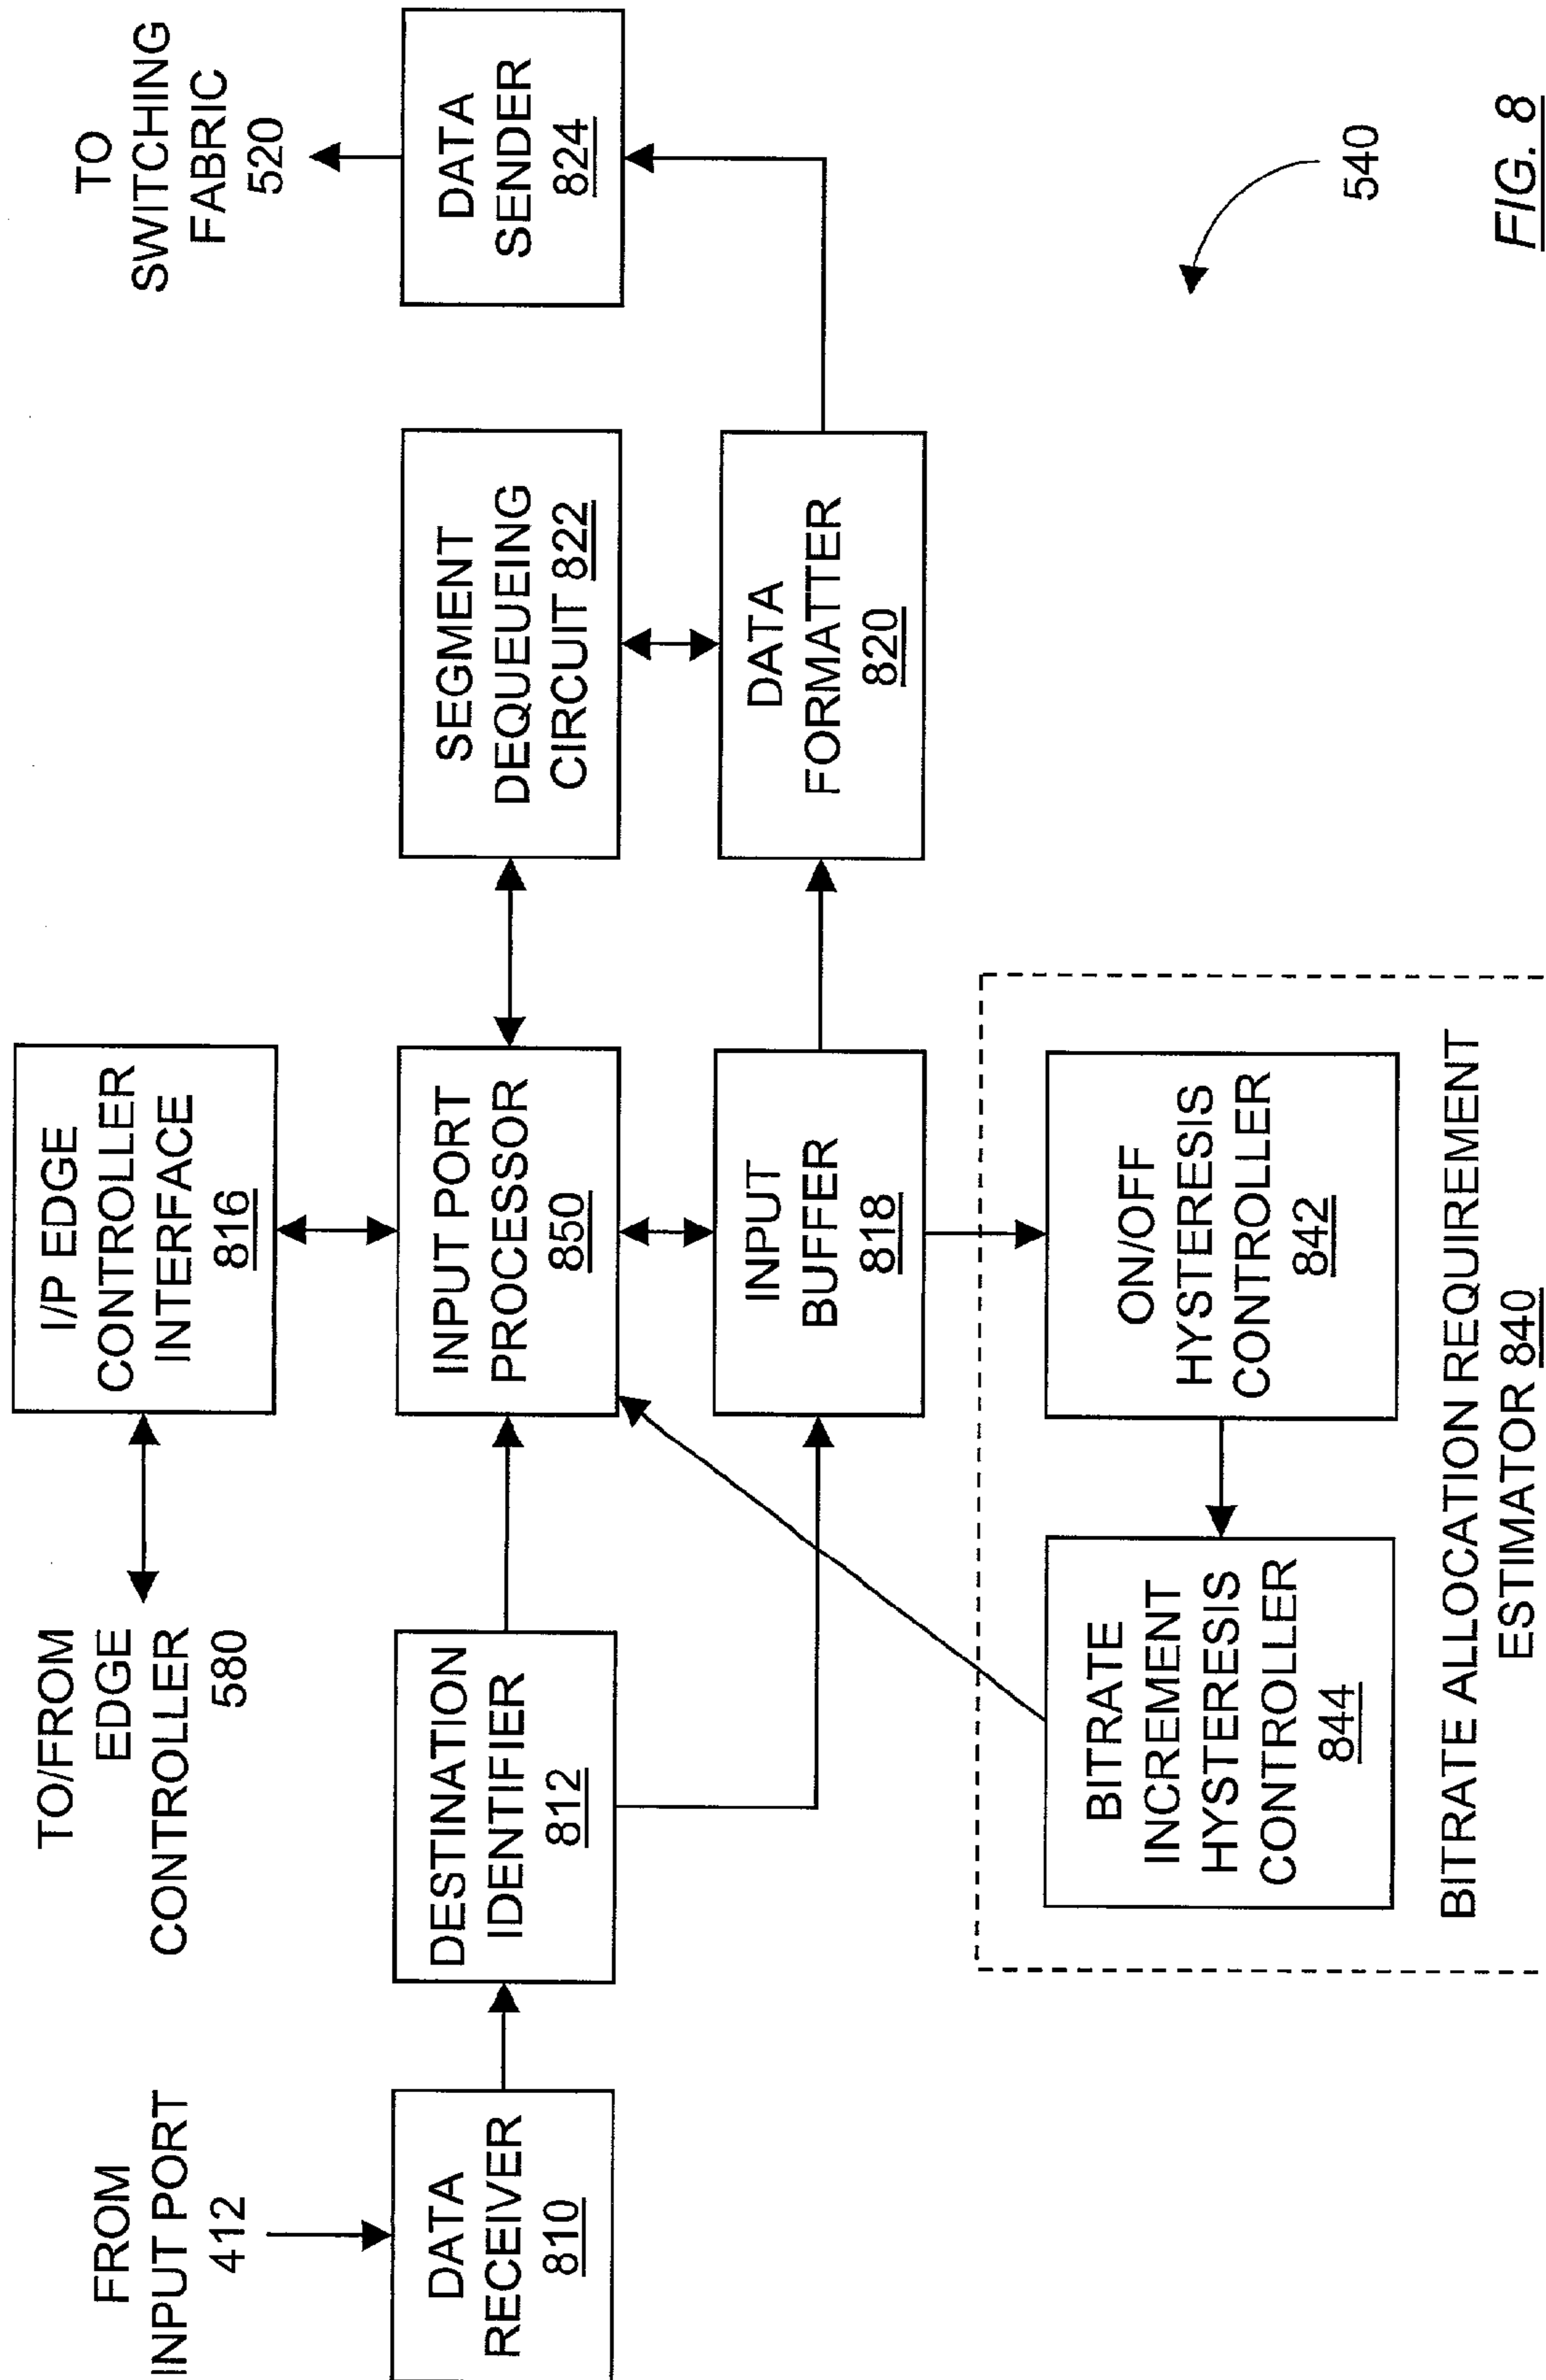 FROM
INPUT PORT
412
DATA
RECEIVER
810
TO/FROM
EDGE
CONTROLLER
580
DESTINATION
IDENTIFIER
812
I/P EDGE
CONTROLLER
INTERFACE
816
INPUT PORT
PROCESSOR
850
INPUT
BUFFER
818
SEGMENT
DEQUEUEING
CIRCUIT 822
DATA
FORMATTER
820
TO
SWITCHING
FABRIC
520
DATA
SENDER
824
BITRATE
INCREMENT
HYSTERESIS
CONTROLLER
844
ON/OFF
HYSTERESIS
CONTROLLER
842
BITRATE ALLOCATION REQUIREMENT
ESTIMATOR 840
540
FIG. 8